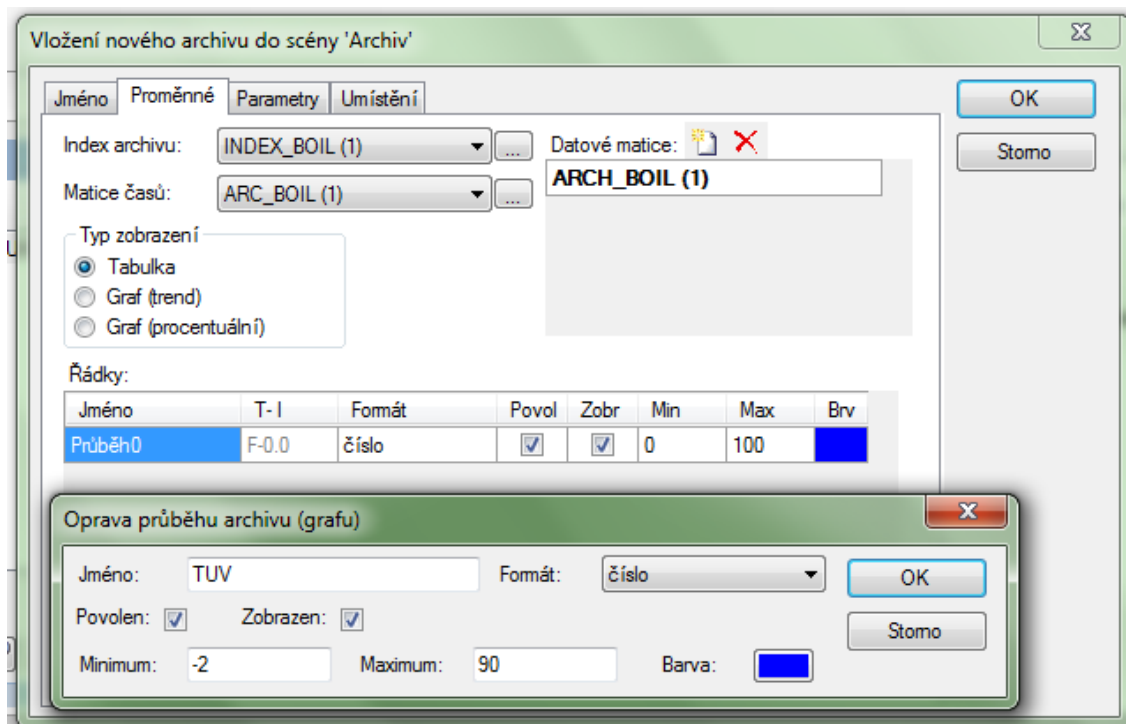 Vložení nového archivu do scény 'Archiv'
Jméno Proměnné Parametry Umístění
OK
Storno
Index archivu: INDEX_BOIL (1) ... Datové matice:
ARCH_BOIL (1)
Matice časů: ARC_BOIL (1) ...
Typ zobrazení
Tabulka
Graf (trend)
Graf (procentuální)
Řádky:
Jméno T- I Formát Povol Zobr Min Max Brv
Průběh0 F-0.0 číslo 0 100
Oprava průběhu archivu (grafu)
Jméno: TUV Formát: číslo OK
Povolen: Zobrazen: Storno
Minimum: -2 Maximum: 90 Barva: